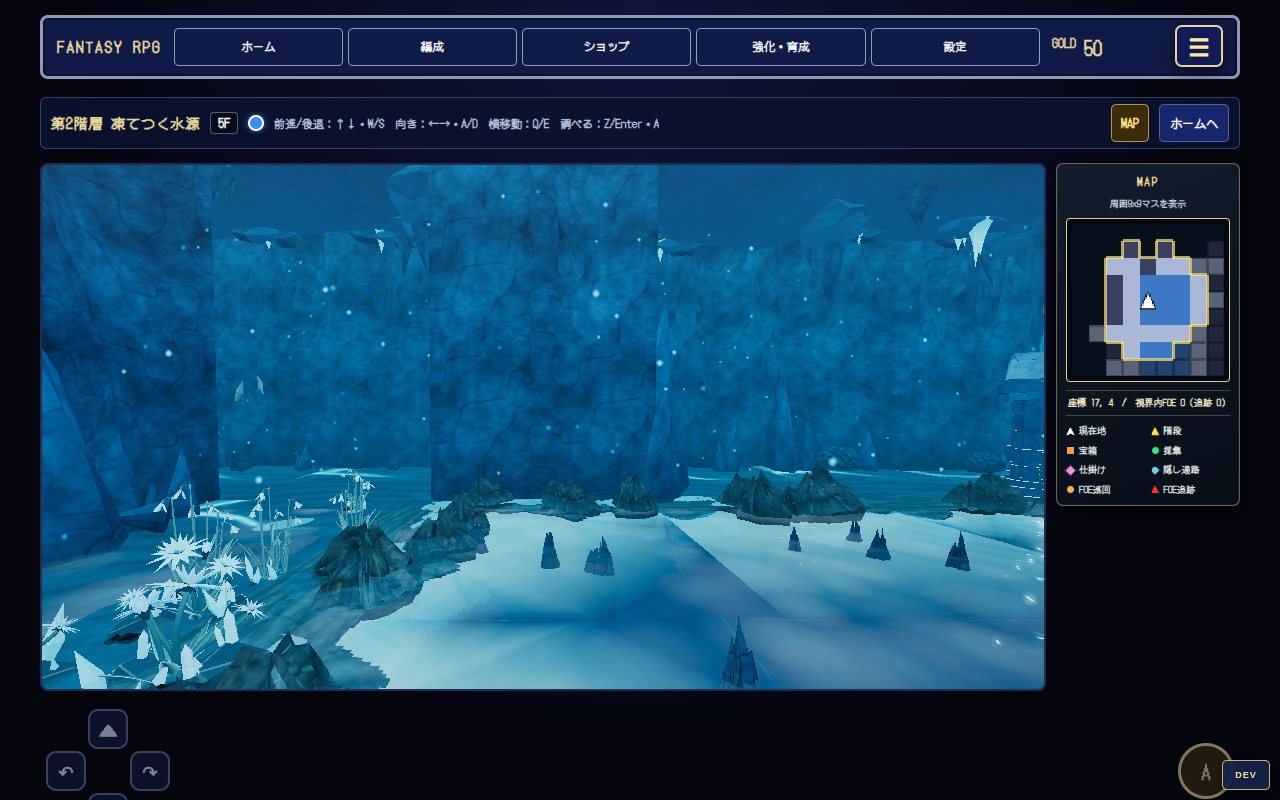 FANTASY RPG ホーム 編成 ショップ 強化・育成 設定 GOLD 50
第2階層 凍てつく水源 5F 前進/後退：↑↓・W/S 向き：←→・A/D 横移動：Q/E 調べる：Z/Enter・A MAP ホームへ
MAP
周囲9x9マスを表示
座標 17, 4 / 視界内FOE 0 (追跡 0)
現在地 階段
宝箱 採集
仕掛け 隠し通路
FOE巡回 FOE追跡
A
DEV